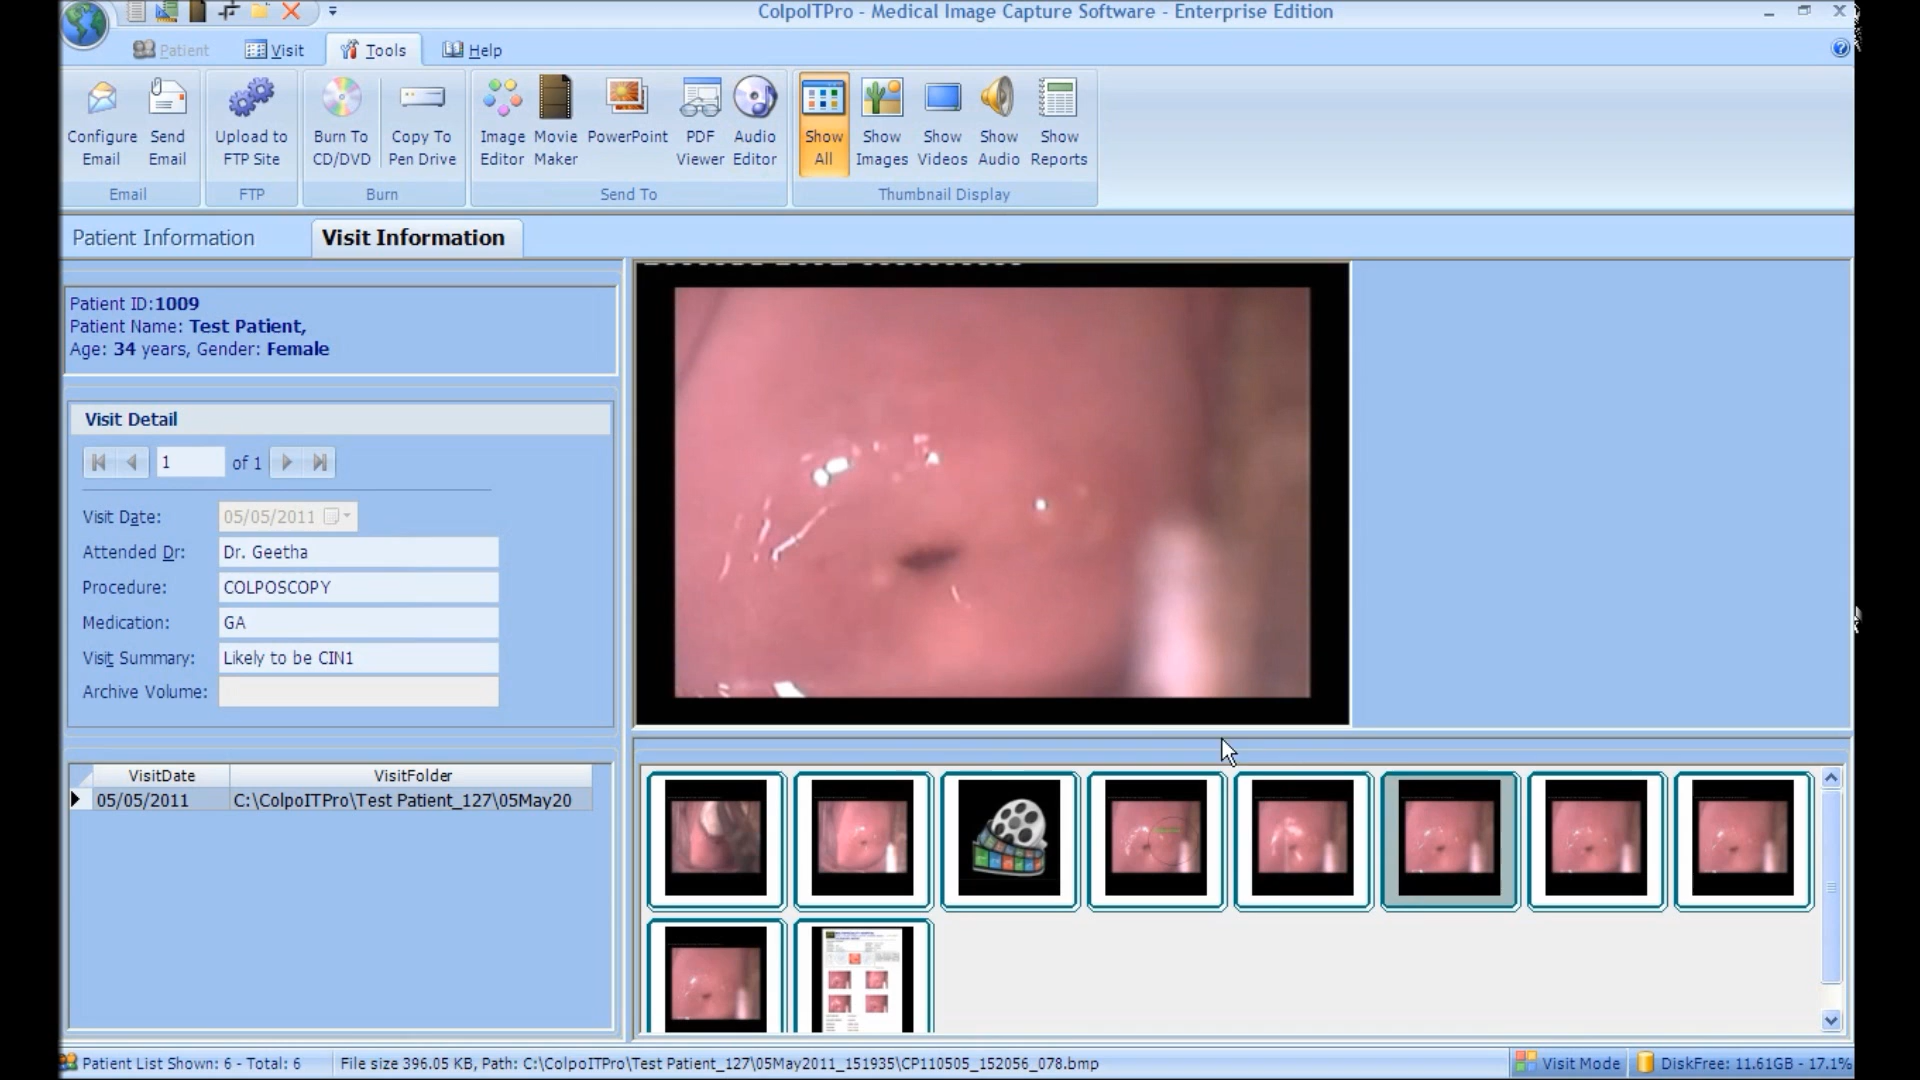 ColpoITPro - Medical Image Capture Software - Enterprise Edition
Patient Visit Tools Help
Configure Email
Send Email
Upload to FTP Site
Burn To CD/DVD
Copy To Pen Drive
Image Editor
Movie Maker
PowerPoint
PDF Viewer
Audio Editor
Show All
Show Images
Show Videos
Show Audio
Show Reports
Email FTP Burn Send To Thumbnail Display
Patient Information Visit Information
Patient ID:1009
Patient Name: Test Patient,
Age: 34 years, Gender: Female
Visit Detail
1 of 1
Visit Date: 05/05/2011
Attended Dr: Dr. Geetha
Procedure: COLPOSCOPY
Medication: GA
Visit Summary: Likely to be CIN1
Archive Volume:
VisitDate VisitFolder
05/05/2011 C:\ColpoITPro\Test Patient_127\05May20
Patient List Shown: 6 - Total: 6 File size 396.05 KB, Path: C:\ColpoITPro\Test Patient_127\05May2011_151935\CP110505_152056_078.bmp Visit Mode DiskFree: 11.61GB - 17.1%